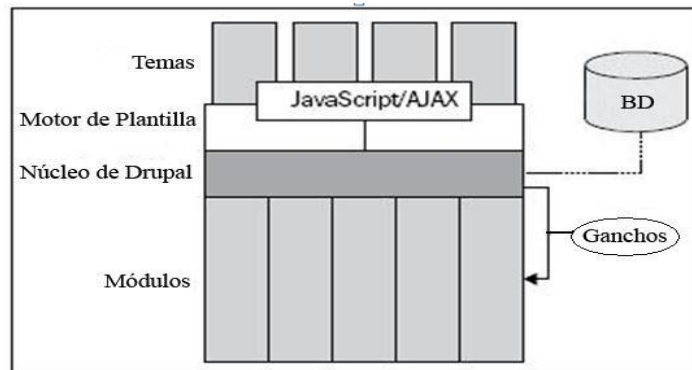 Temas
JavaScript/AJAX
BD
Motor de Plantilla
Núcleo de Drupal
Ganchos
Módulos